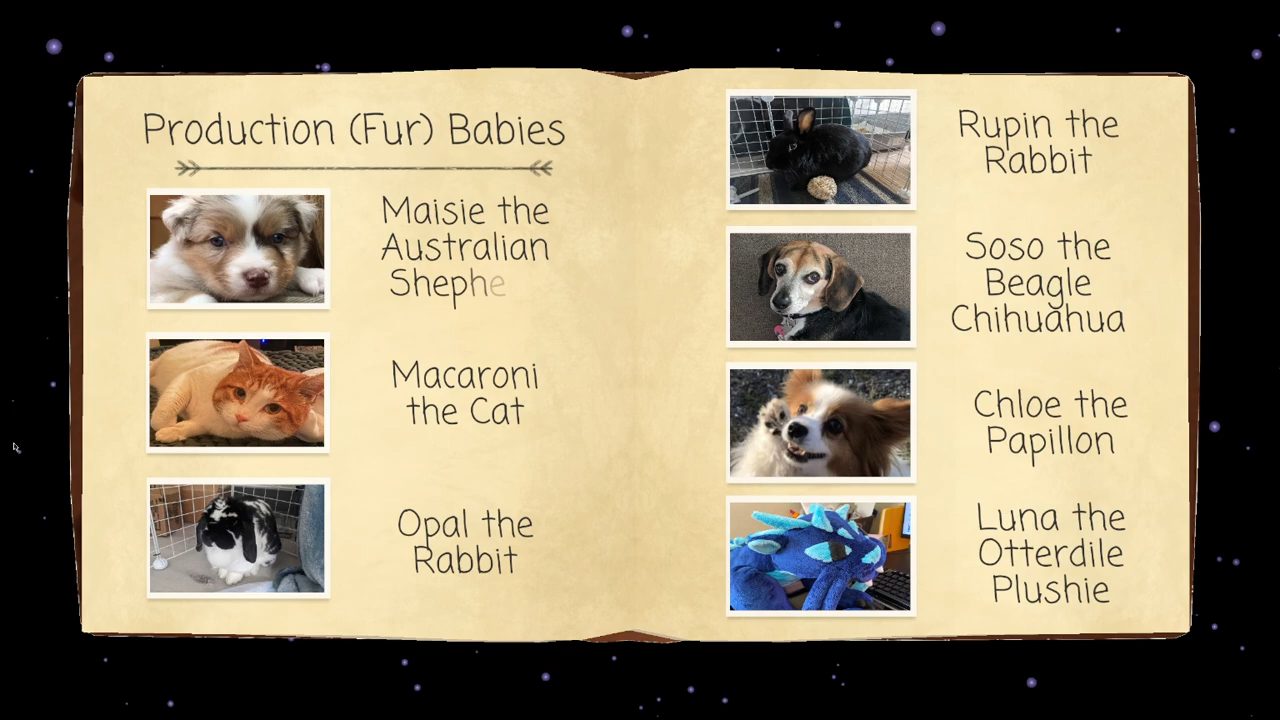 Production (Fur) Babies
Maisie the
Australian
Shephe
Macaroni
the Cat
Opal the
Rabbit
Rupin the
Rabbit
Soso the
Beagle
Chihuahua
Chloe the
Papillon
Luna the
Otterdile
Plushie